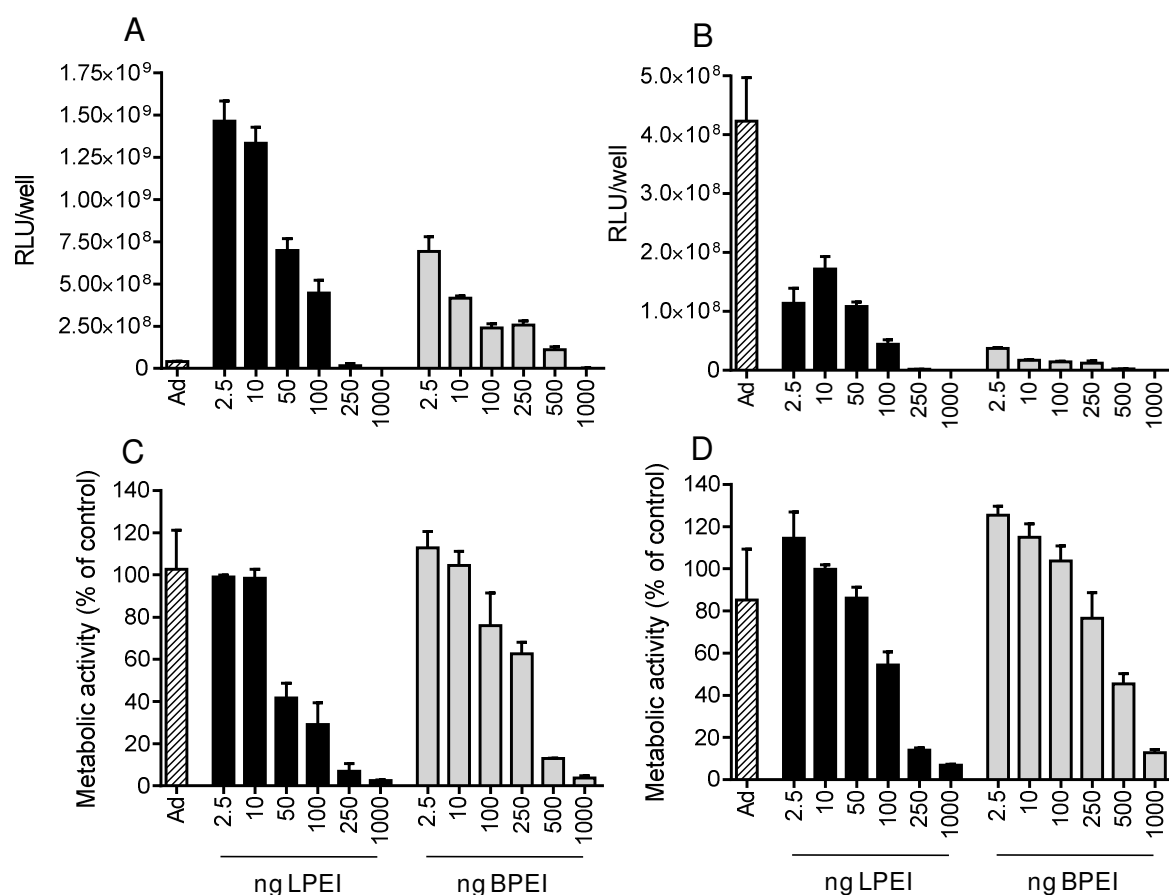 A
RLU/well
1.75×10⁹
1.50×10⁹
1.25×10⁹
1.00×10⁹
7.50×10⁸
5.00×10⁸
2.50×10⁸
0
Ad 2.5 10 50 100 250 1000 2.5 10 100 250 500 1000
B
RLU/well
5.0×10⁸
4.0×10⁸
3.0×10⁸
2.0×10⁸
1.0×10⁸
0
Ad 2.5 10 50 100 250 1000 2.5 10 100 250 500 1000
C
Metabolic activity (% of control)
140
120
100
80
60
40
20
0
Ad 2.5 10 50 100 250 1000 2.5 10 100 250 500 1000
ng LPEI ng BPEI
D
Metabolic activity (% of control)
140
120
100
80
60
40
20
0
Ad 2.5 10 50 100 250 1000 2.5 10 100 250 500 1000
ng LPEI ng BPEI